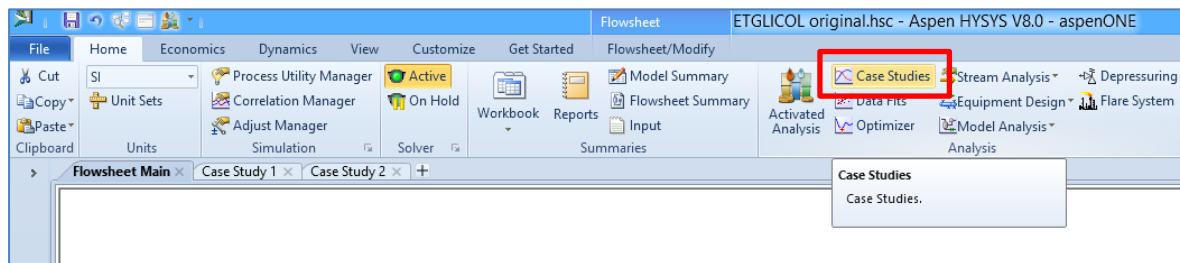 Flowsheet ETGLICOL original.hsc - Aspen HYSYS V8.0 - aspenONE
File Home Economics Dynamics View Customize Get Started Flowsheet/Modify
Cut SI Process Utility Manager Active Model Summary Case Studies Stream Analysis Depressuring
Copy Unit Sets Correlation Manager On Hold Workbook Reports Flowsheet Summary Activated Analysis Data Fits Equipment Design Flare System
Paste Adjust Manager Input Optimizer Model Analysis
Clipboard Units Simulation Solver Summaries Analysis
Flowsheet Main Case Study 1 Case Study 2
Case Studies
Case Studies.